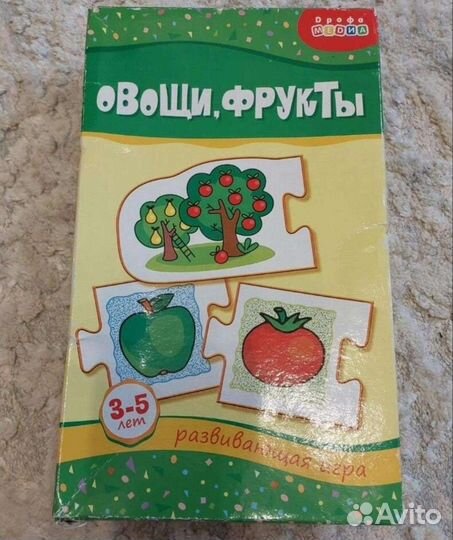 Дрофа
МЕДИА
ОВОЩИ, ФРУКТЫ
3-5
лет
развивающая игра
Avito